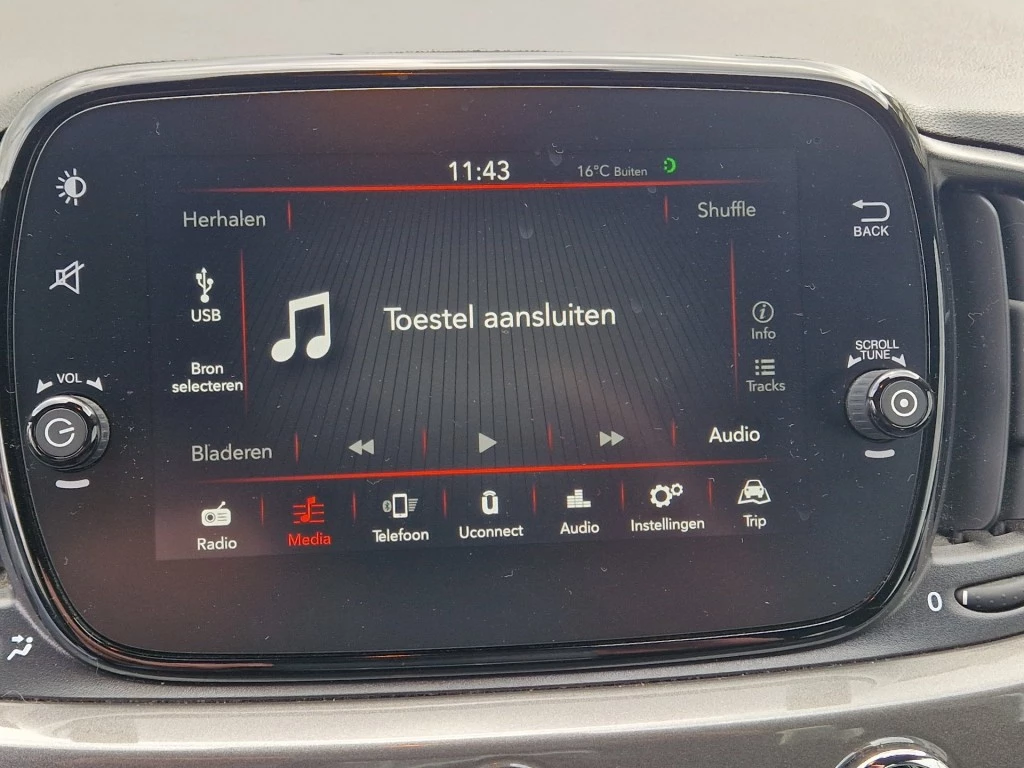 11:43
16°C Buiten
Herhalen
Shuffle
BACK
USB
Toestel aansluiten
Info
Bron
selecteren
Tracks
VOL
SCROLL
TUNE
Bladeren
Audio
Radio
Media
Telefoon
Uconnect
Audio
Instellingen
Trip
0